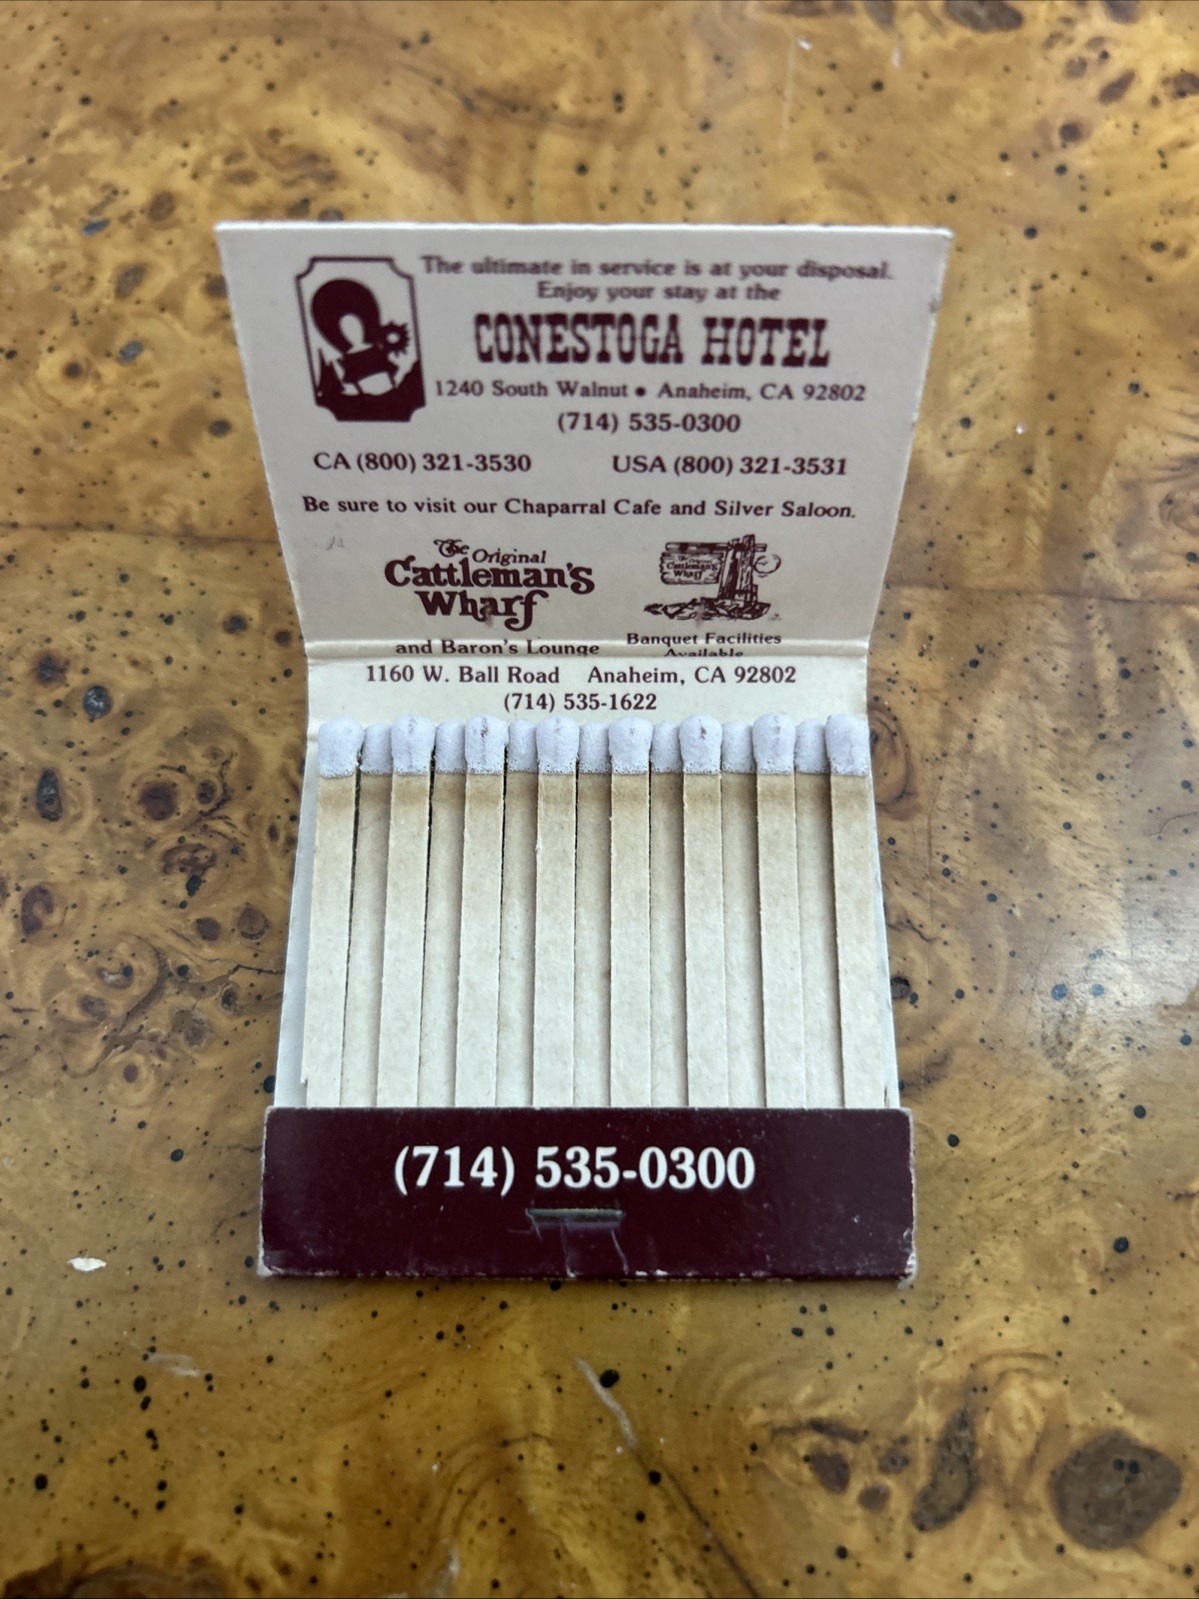 The ultimate in service is at your disposal.
Enjoy your stay at the
CONESTOGA HOTEL
1240 South Walnut • Anaheim, CA 92802
(714) 535-0300
CA (800) 321-3530 USA (800) 321-3531
Be sure to visit our Chaparral Cafe and Silver Saloon.
The Original
Cattleman's
Wharf
Cattleman's
Wharf
and Baron's Lounge
Banquet Facilities
Available
1160 W. Ball Road Anaheim, CA 92802
(714) 535-1622
(714) 535-0300